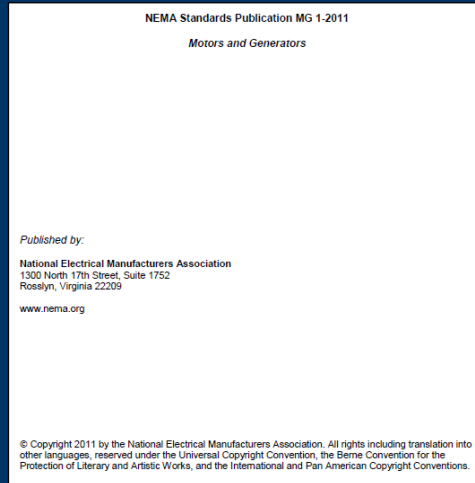 NEMA Standards Publication MG 1-2011
Motors and Generators
Published by:
National Electrical Manufacturers Association
1300 North 17th Street, Suite 1752
Rosslyn, Virginia 22209
www.nema.org
© Copyright 2011 by the National Electrical Manufacturers Association. All rights including translation into
other languages, reserved under the Universal Copyright Convention, the Berne Convention for the
Protection of Literary and Artistic Works, and the International and Pan American Copyright Conventions.